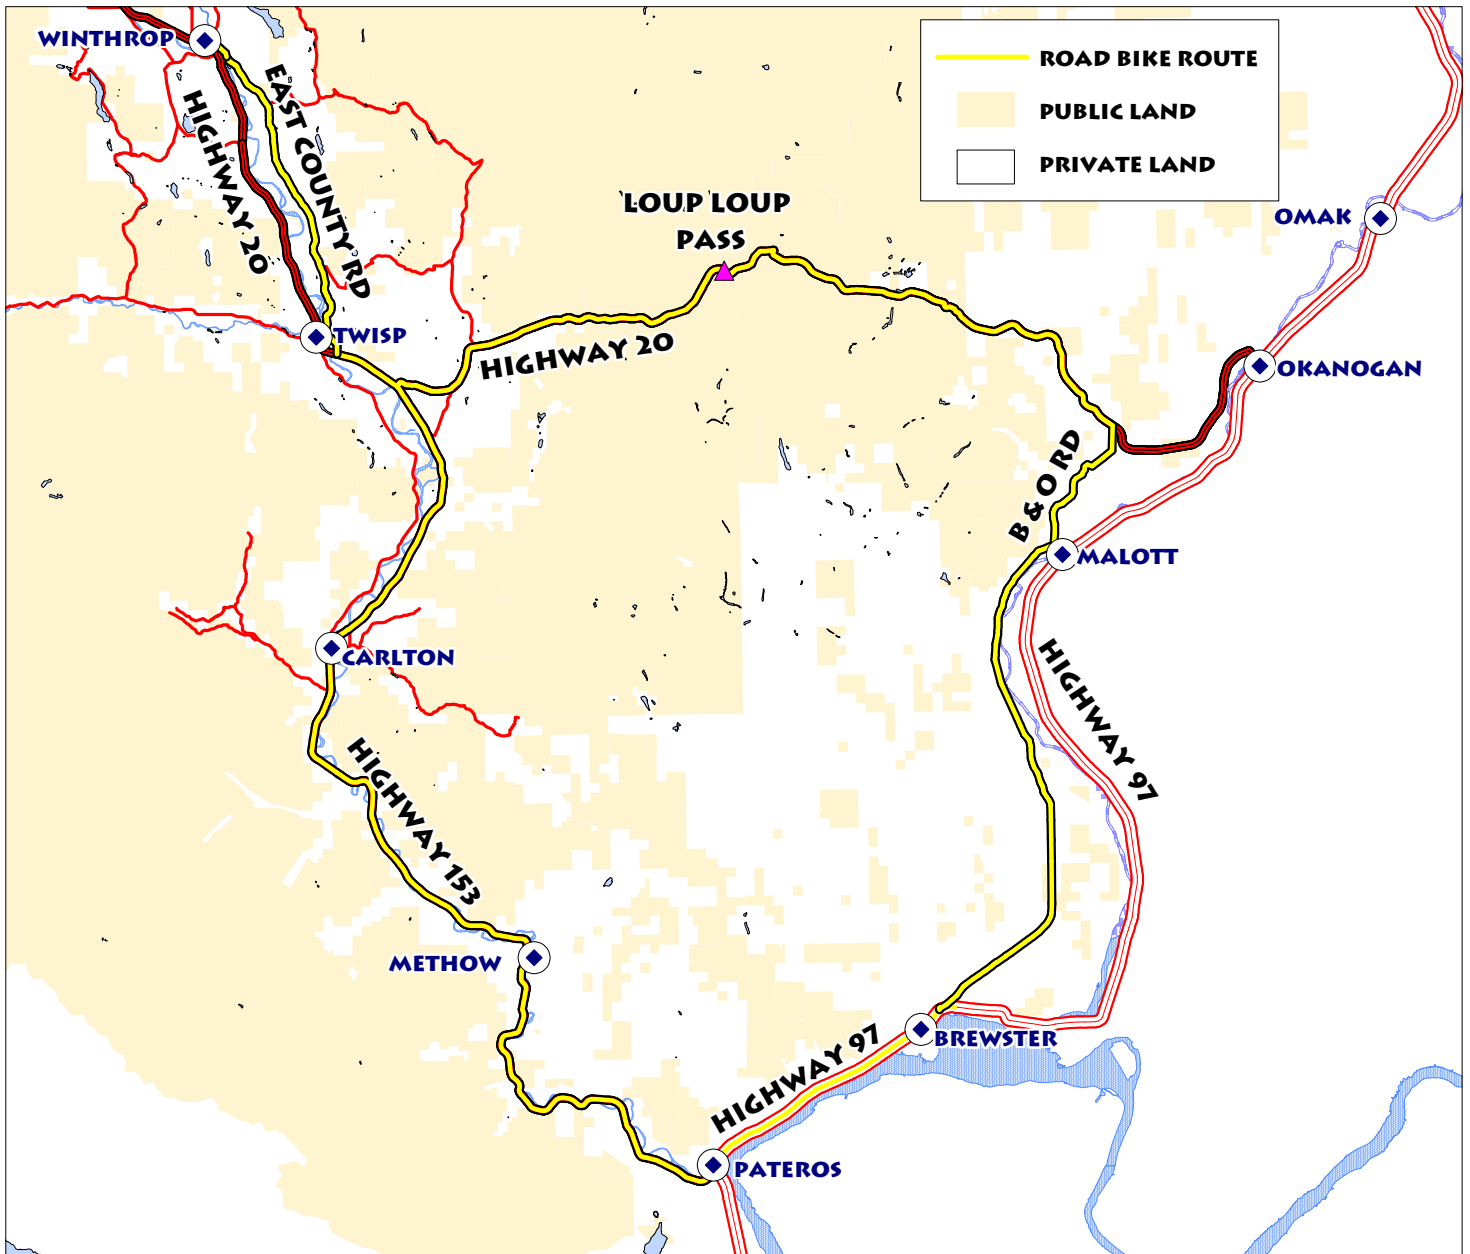 WINTHROP
EAST COUNTY RD
HIGHWAY 20
ROAD BIKE ROUTE
PUBLIC LAND
PRIVATE LAND
LOUP LOUP
PASS
OMAK
TWISP
HIGHWAY 20
OKANOGAN
B & O RD
MALOTT
CARLTON
HIGHWAY 97
HIGHWAY 153
METHOW
HIGHWAY 97
BREWSTER
PATEROS